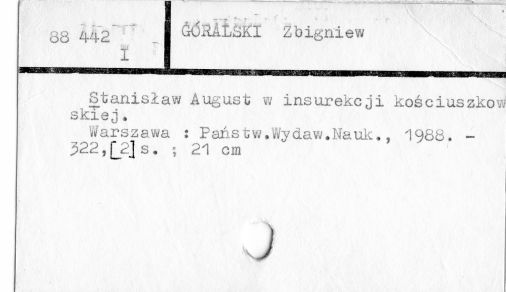 88 442
I
GÓRALSKI Zbigniew
Stanisław August w insurekcji kościuszkow
skiej.
Warszawa : Państw.Wydaw.Nauk., 1988. -
322,[2]s. ; 21 cm